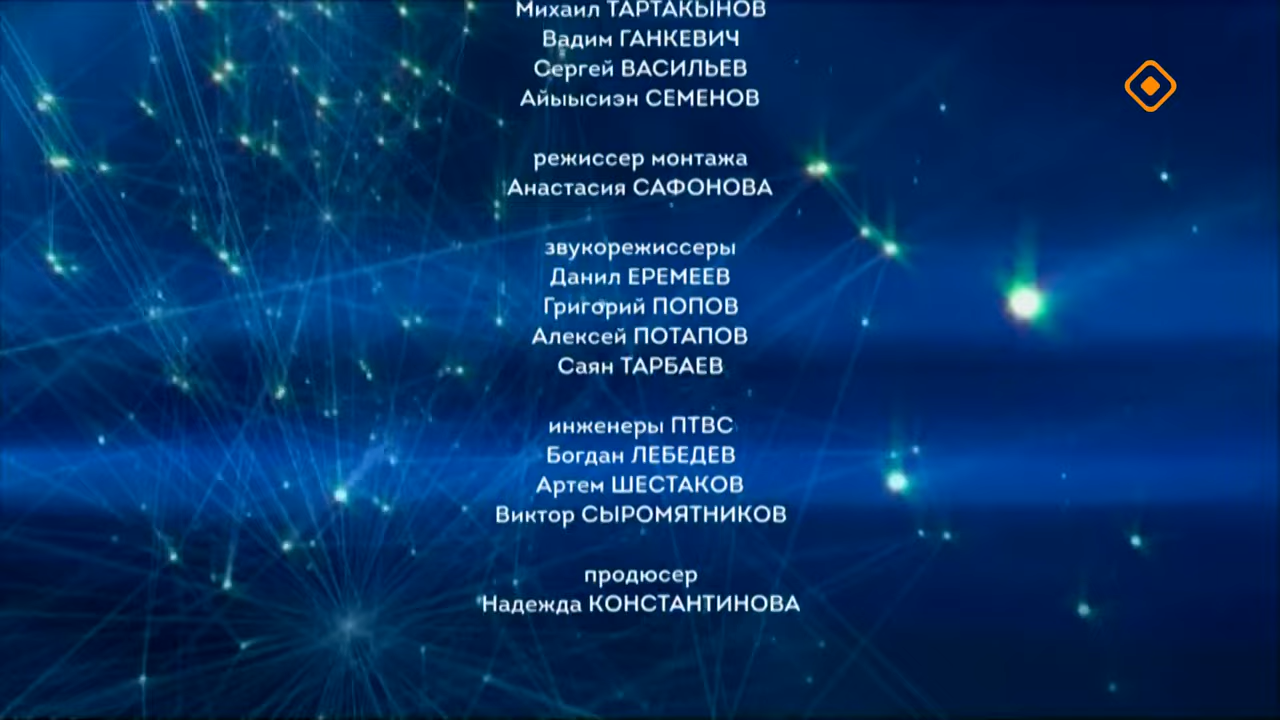 Михаил ТАРТАКЫНОВ
Вадим ГАНКЕВИЧ
Сергей ВАСИЛЬЕВ
Айыысиэн СЕМЕНОВ
режиссер монтажа
Анастасия САФОНОВА
звукорежиссеры
Данил ЕРЕМЕЕВ
Григорий ПОПОВ
Алексей ПОТАПОВ
Саян ТАРБАЕВ
инженеры ПТВС
Богдан ЛЕБЕДЕВ
Артем ШЕСТАКОВ
Виктор СЫРОМЯТНИКОВ
продюсер
Надежда КОНСТАНТИНОВА